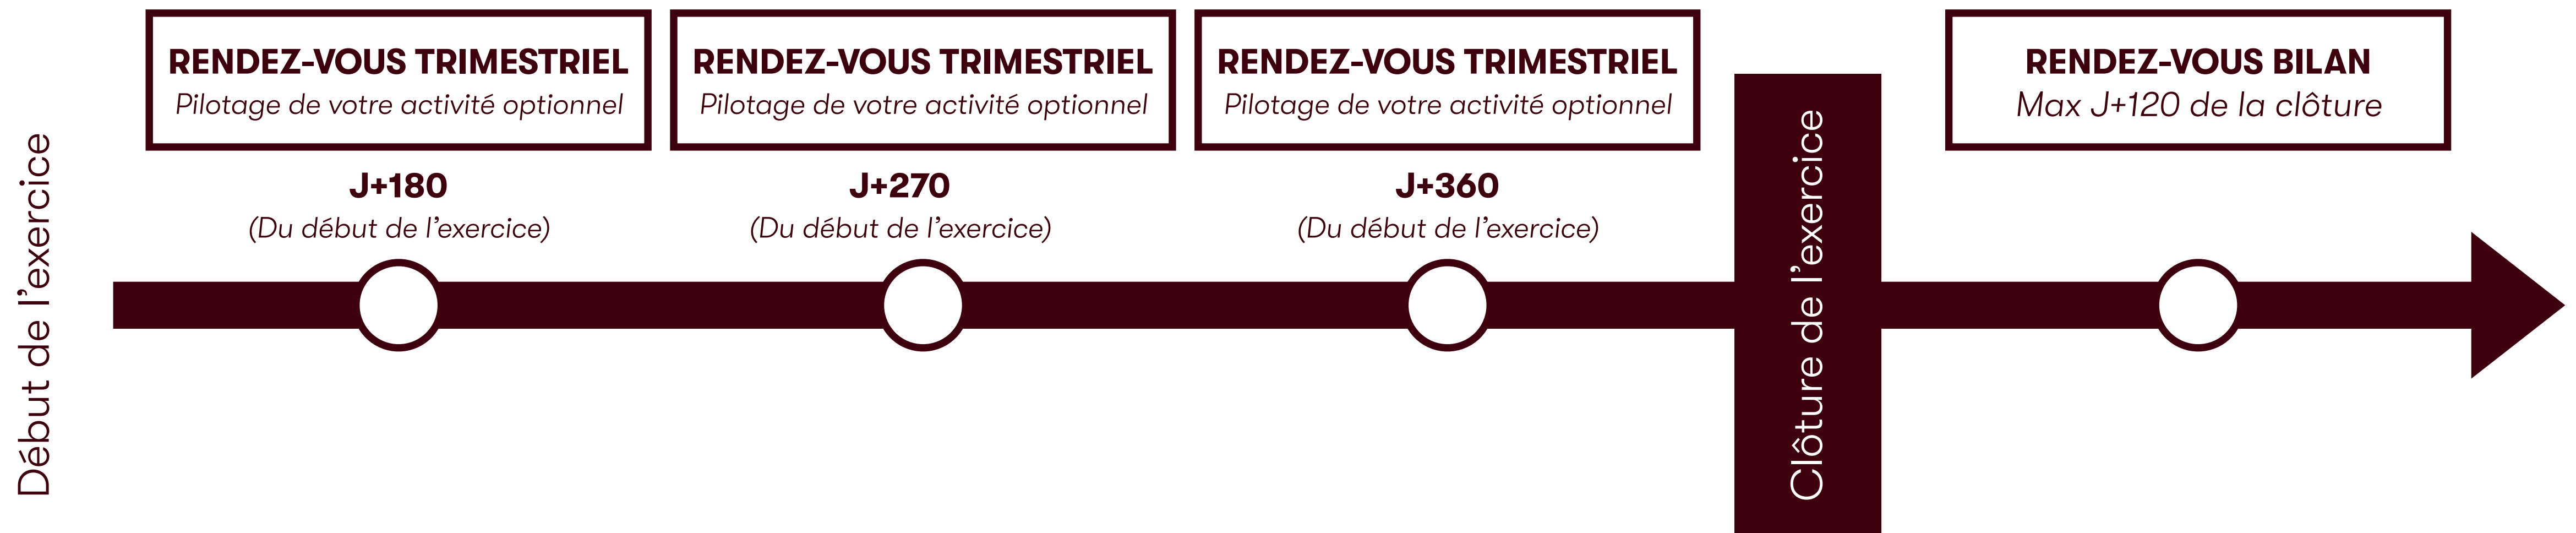 Début de l'exercice
RENDEZ-VOUS TRIMESTRIEL
Pilotage de votre activité optionnel
J+180
(Du début de l'exercice)
RENDEZ-VOUS TRIMESTRIEL
Pilotage de votre activité optionnel
J+270
(Du début de l'exercice)
RENDEZ-VOUS TRIMESTRIEL
Pilotage de votre activité optionnel
J+360
(Du début de l'exercice)
Clôture de l'exercice
RENDEZ-VOUS BILAN
Max J+120 de la clôture